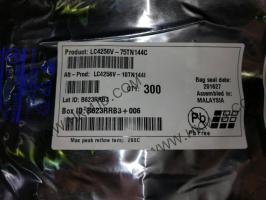 Product: LC4256V-75TN144C
Alt-Prod: LC4256V-10TN144I
QTY. 300
Bag seal date:
201627
Assembled in:
MALAYSIA
Lot ID: B623RRB3
Box ID: B623RRB3+006
Pb
Pb Free
Max peak reflow temp: 260C